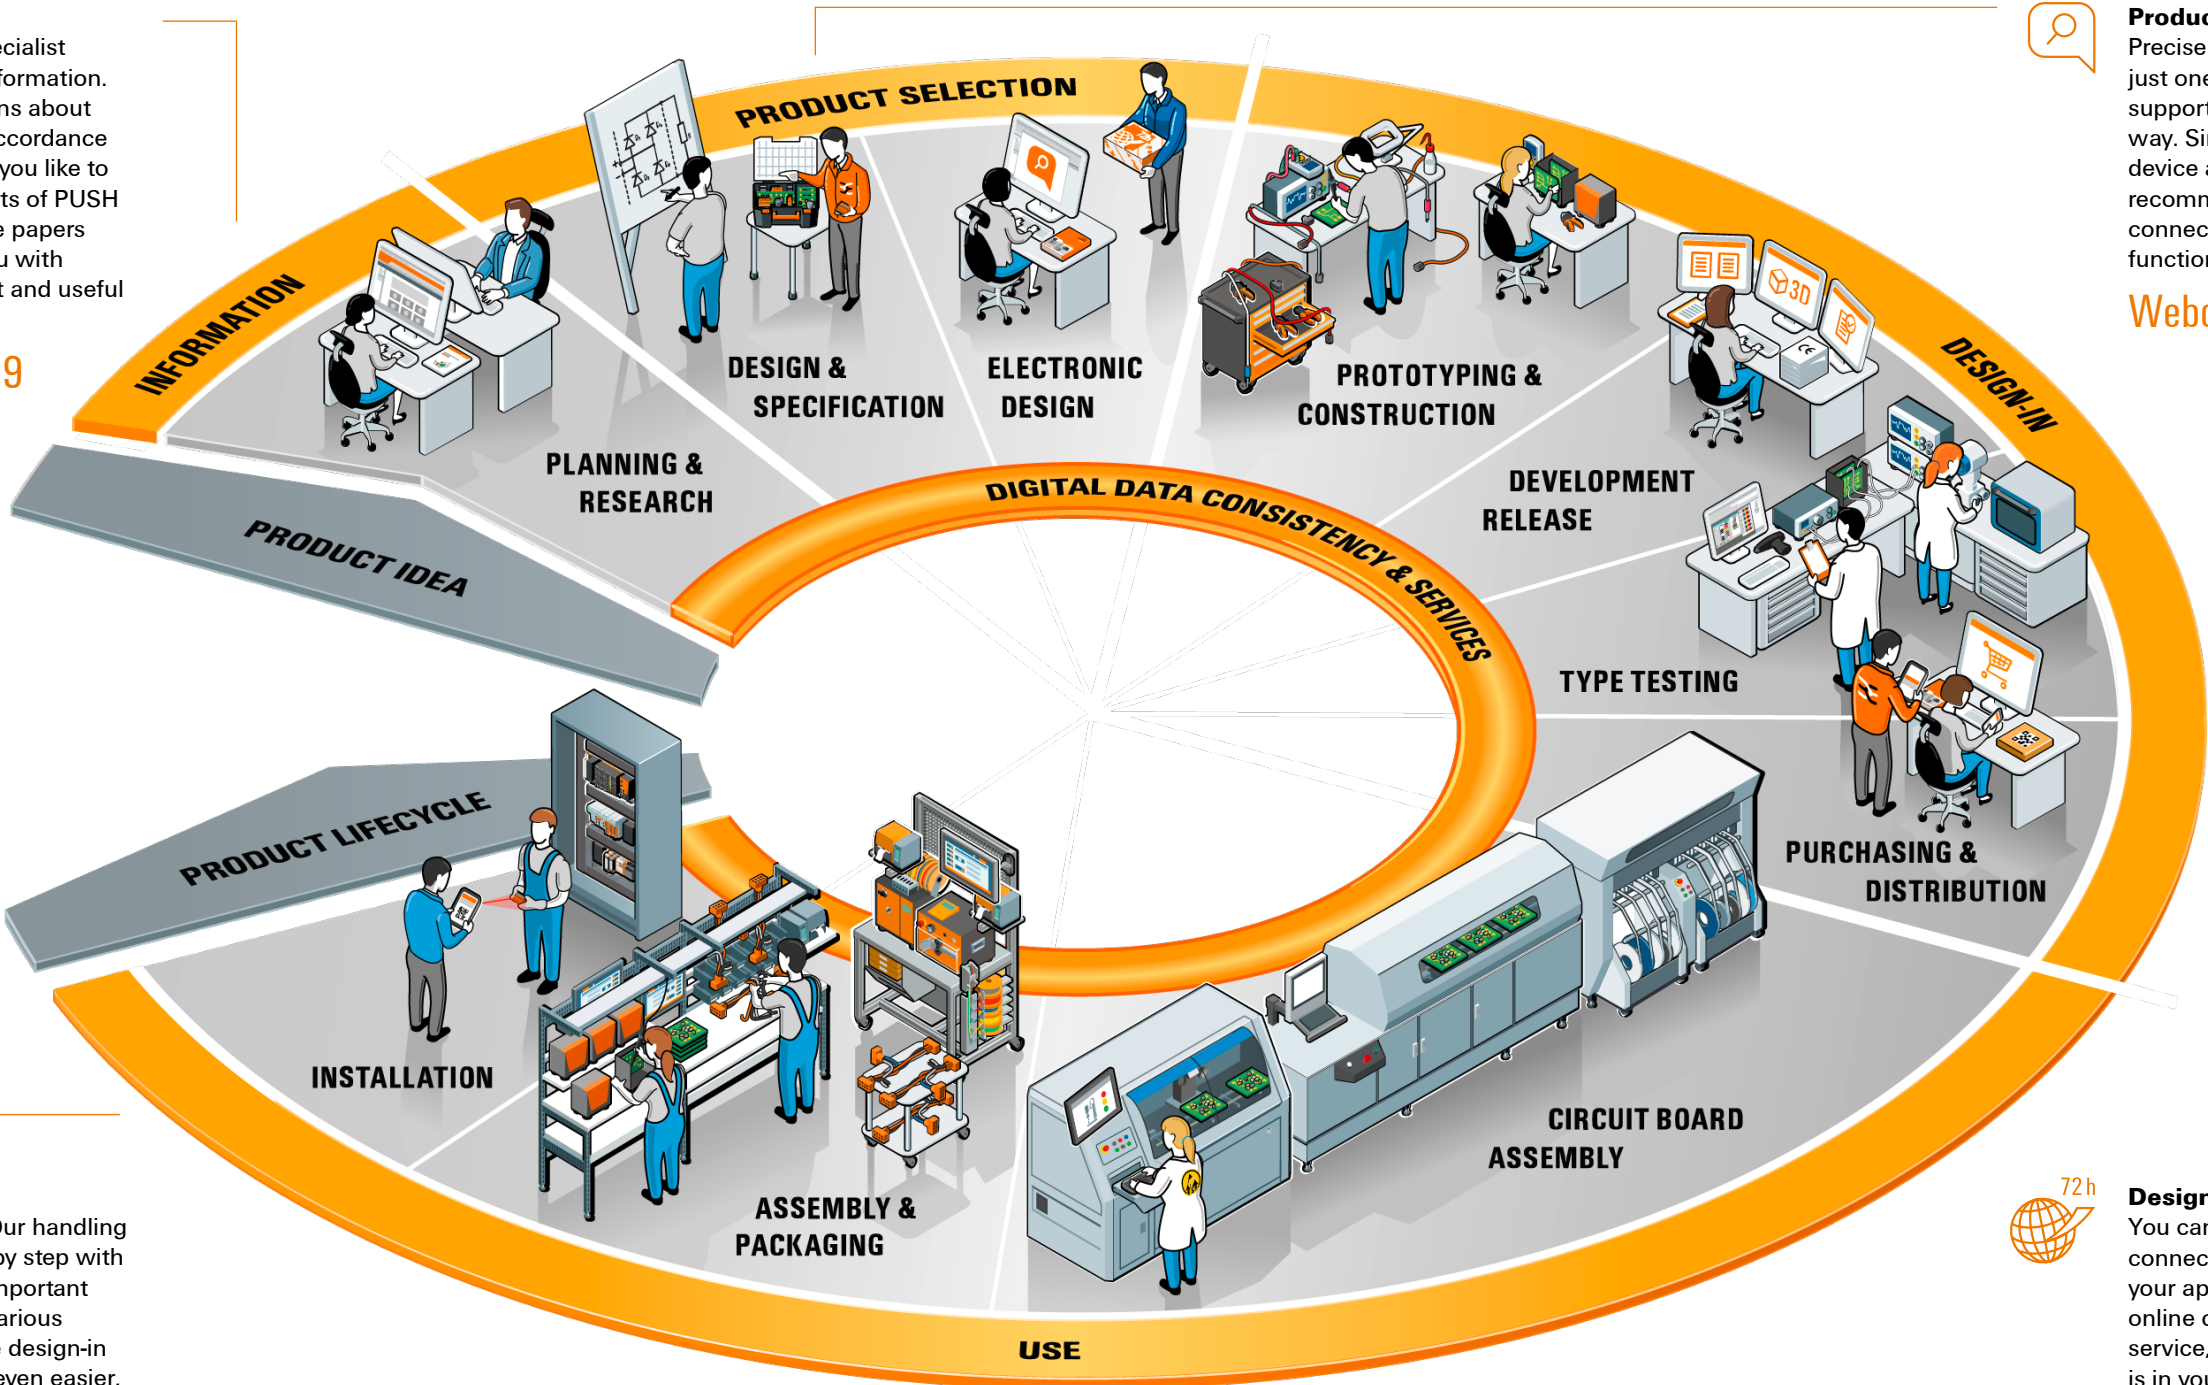 ecialist
formation.
ns about
ccordance
you like to
ts of PUSH
e papers
u with
t and useful
9
Produc
Precise
just one
support
way. Si
device a
recomm
connec
function
Webc
INFORMATION
PRODUCT SELECTION
DESIGN-IN
USE
PRODUCT IDEA
PLANNING &
RESEARCH
DESIGN &
SPECIFICATION
ELECTRONIC
DESIGN
PROTOTYPING &
CONSTRUCTION
3D
CE
DEVELOPMENT
RELEASE
TYPE TESTING
PURCHASING &
DISTRIBUTION
DIGITAL DATA CONSISTENCY & SERVICES
CIRCUIT BOARD
ASSEMBLY
ASSEMBLY &
PACKAGING
INSTALLATION
PRODUCT LIFECYCLE
Our handling
by step with
mportant
arious
e design-in
even easier.
72 h
Design
You can
connec
your ap
online o
service,
is in you